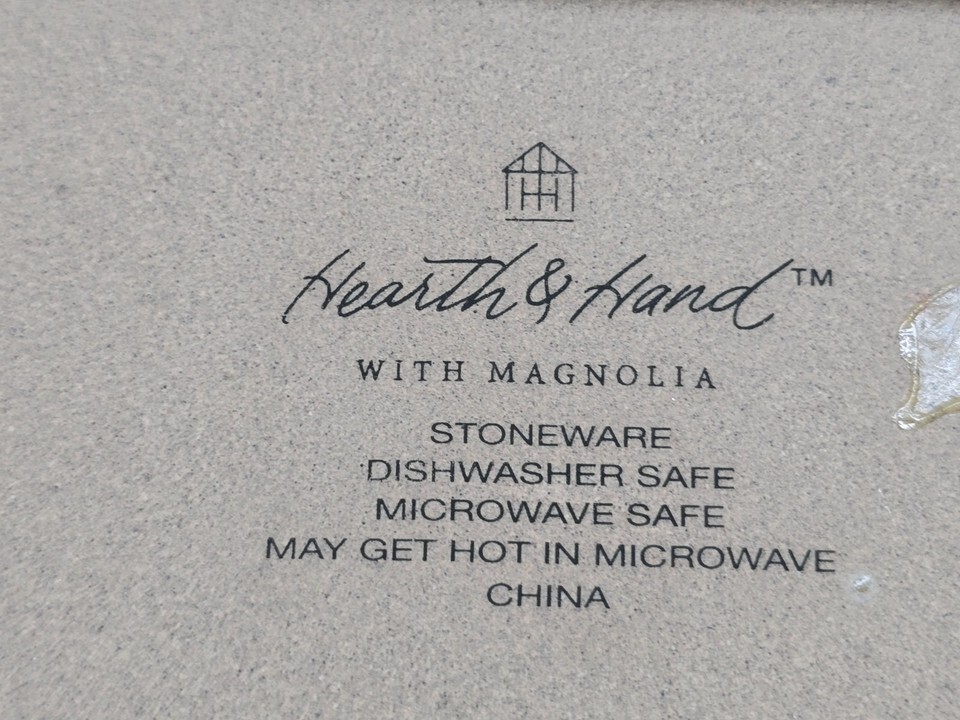 Hearth & Hand™
WITH MAGNOLIA
STONEWARE
DISHWASHER SAFE
MICROWAVE SAFE
MAY GET HOT IN MICROWAVE
CHINA